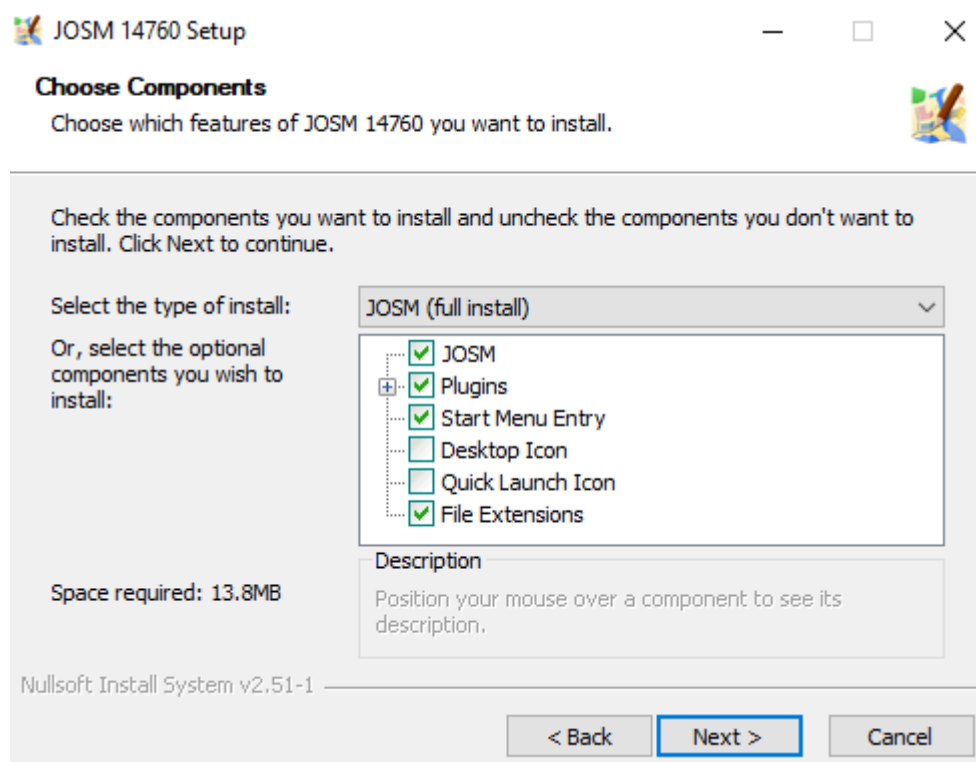 JOSM 14760 Setup
Choose Components
Choose which features of JOSM 14760 you want to install.
Check the components you want to install and uncheck the components you don't want to
install. Click Next to continue.
Select the type of install:
JOSM (full install)
Or, select the optional
components you wish to
install:
JOSM
Plugins
Start Menu Entry
Desktop Icon
Quick Launch Icon
File Extensions
Space required: 13.8MB
Description
Position your mouse over a component to see its
description.
Nullsoft Install System v2.51-1
< Back
Next >
Cancel